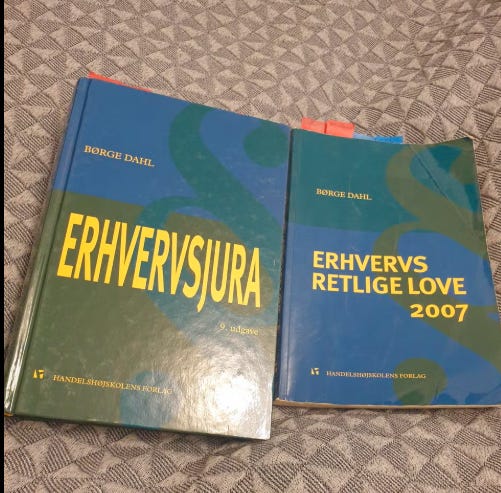 BØRGE DAHL
ERHVERVSJURA
9. udgave
HANDELSHØJSKOLENS FORLAG
BØRGE DAHL
ERHVERVS
RETLIGE LOVE
2007
HANDELSHØJSKOLENS FORLAG